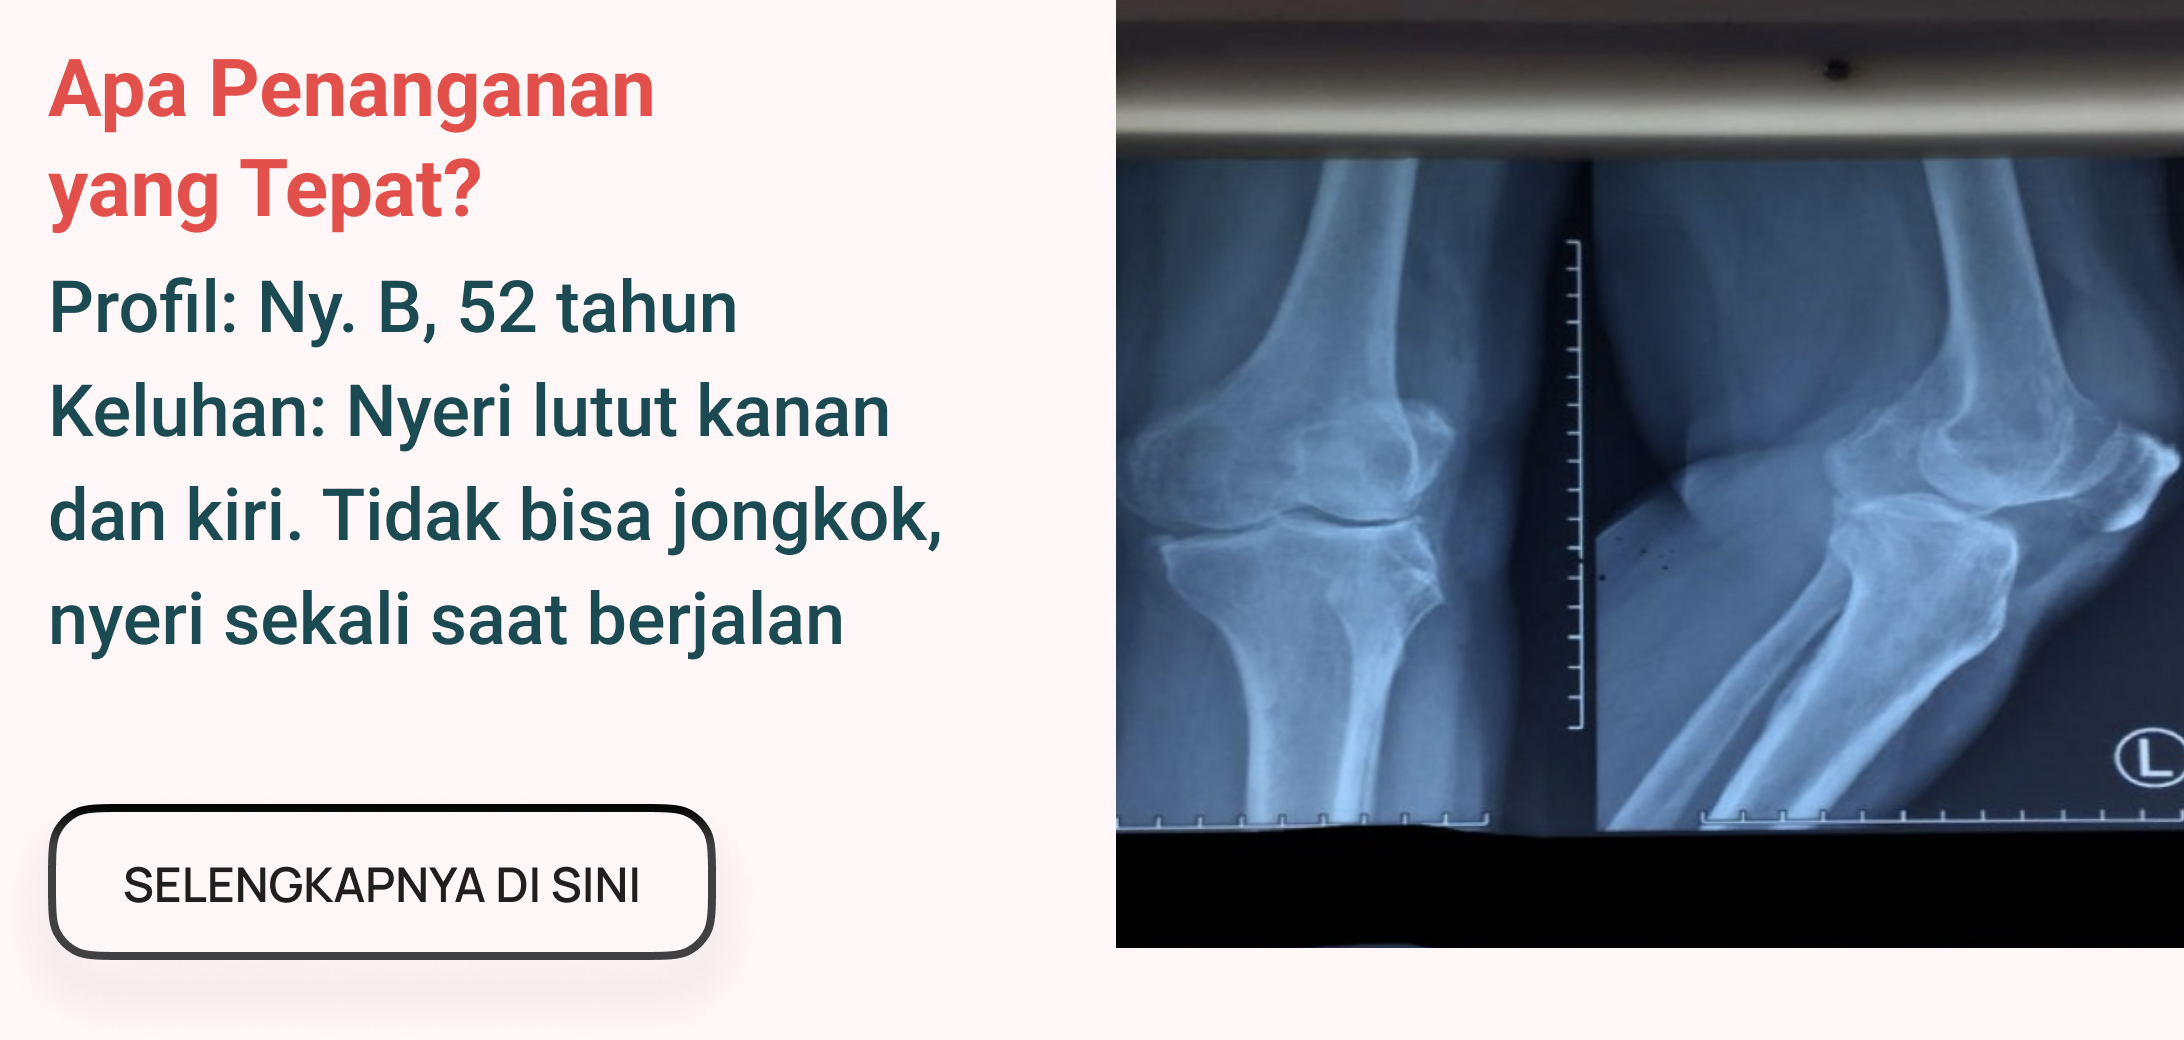 Apa Penanganan
yang Tepat?
Profil: Ny. B, 52 tahun
Keluhan: Nyeri lutut kanan
dan kiri. Tidak bisa jongkok,
nyeri sekali saat berjalan
SELENGKAPNYA DI SINI
L